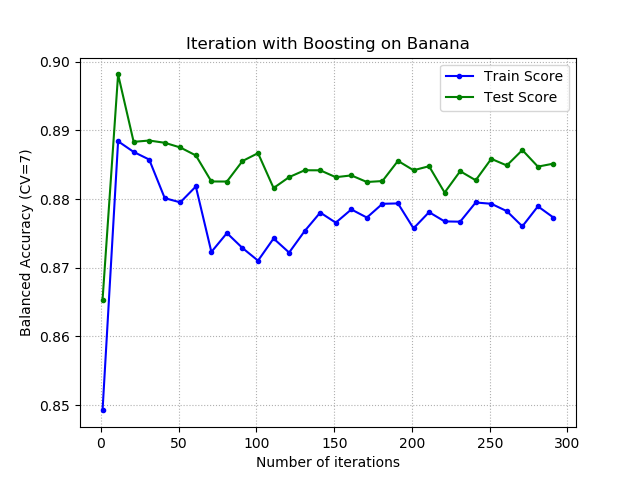 Iteration with Boosting on Banana
Train Score
Test Score
0.90
0.89
0.88
0.87
0.86
0.85
Balanced Accuracy (CV=7)
0
50
100
150
200
250
300
Number of iterations